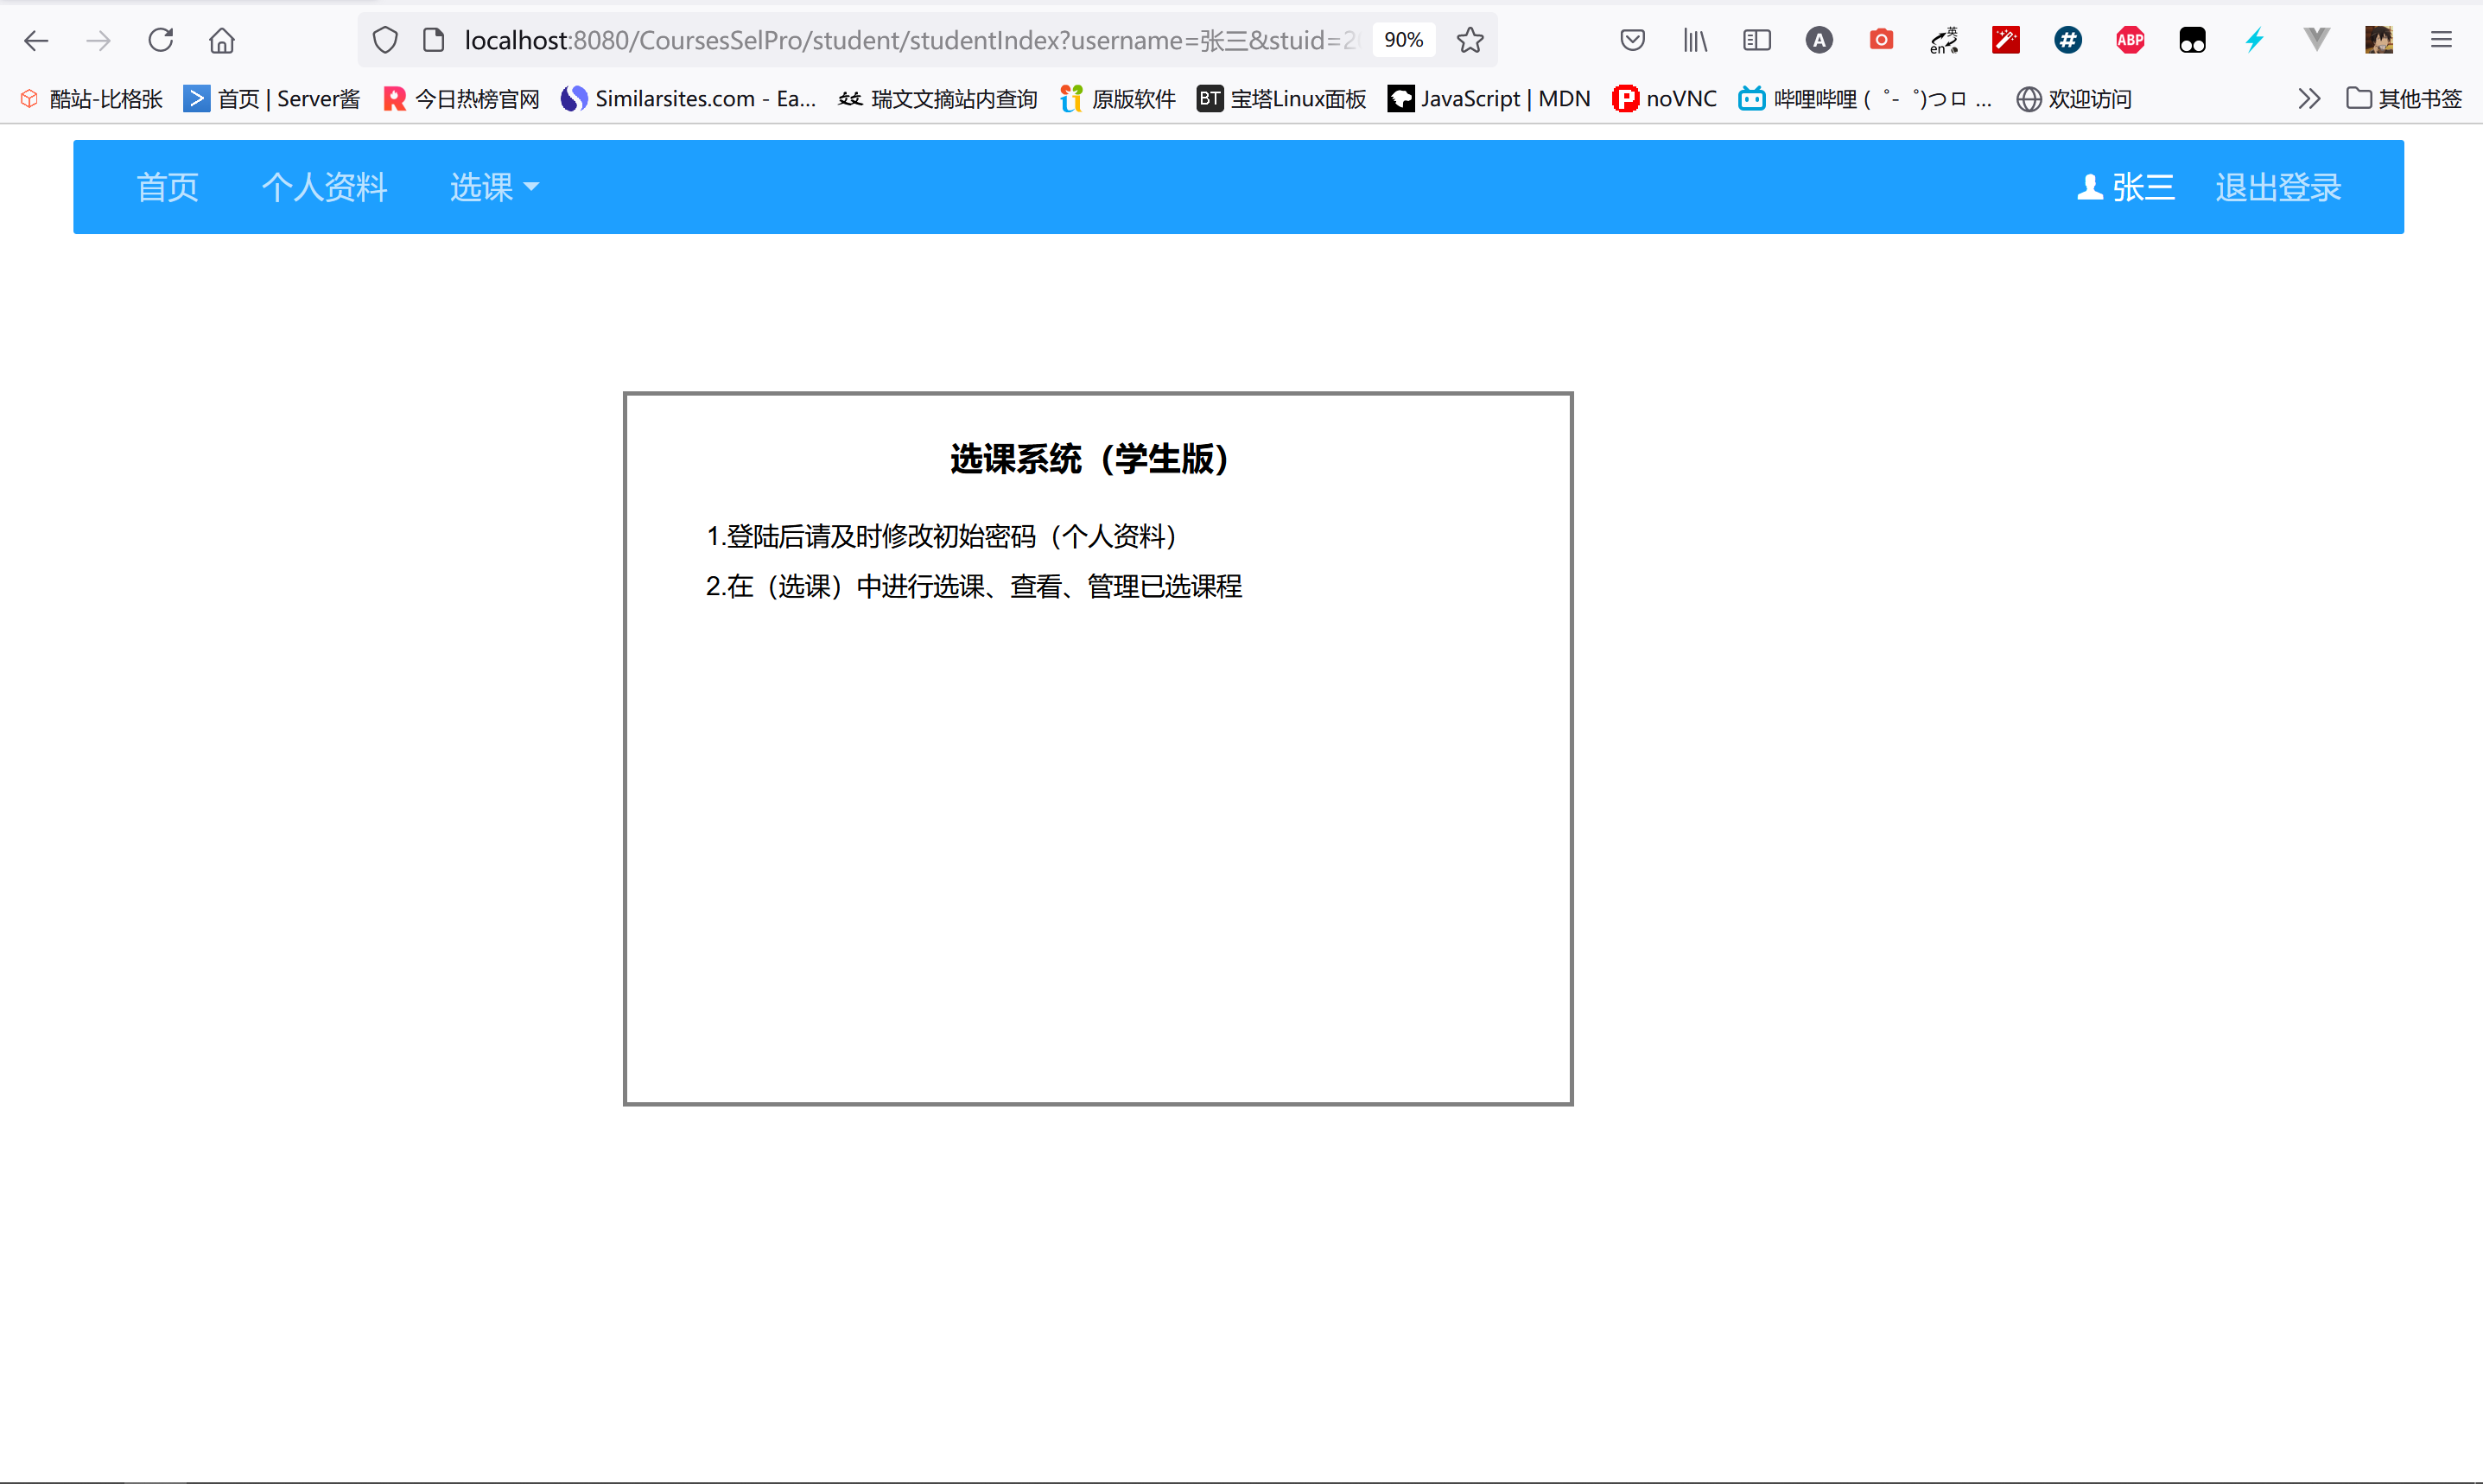 localhost:8080/CoursesSelPro/student/studentIndex?username=张三&stuid=2
90%
A
英
en
#
ABP
酷站-比格张
首页 | Server酱
R 今日热榜官网
Similarsites.com - Ea...
瑞文文摘站内查询
原版软件
BT 宝塔Linux面板
JavaScript | MDN
P noVNC
哔哩哔哩 ( ゜- ゜)つロ ...
欢迎访问
其他书签
首页
个人资料
选课
张三
退出登录
选课系统（学生版）
1.登陆后请及时修改初始密码（个人资料）
2.在（选课）中进行选课、查看、管理已选课程